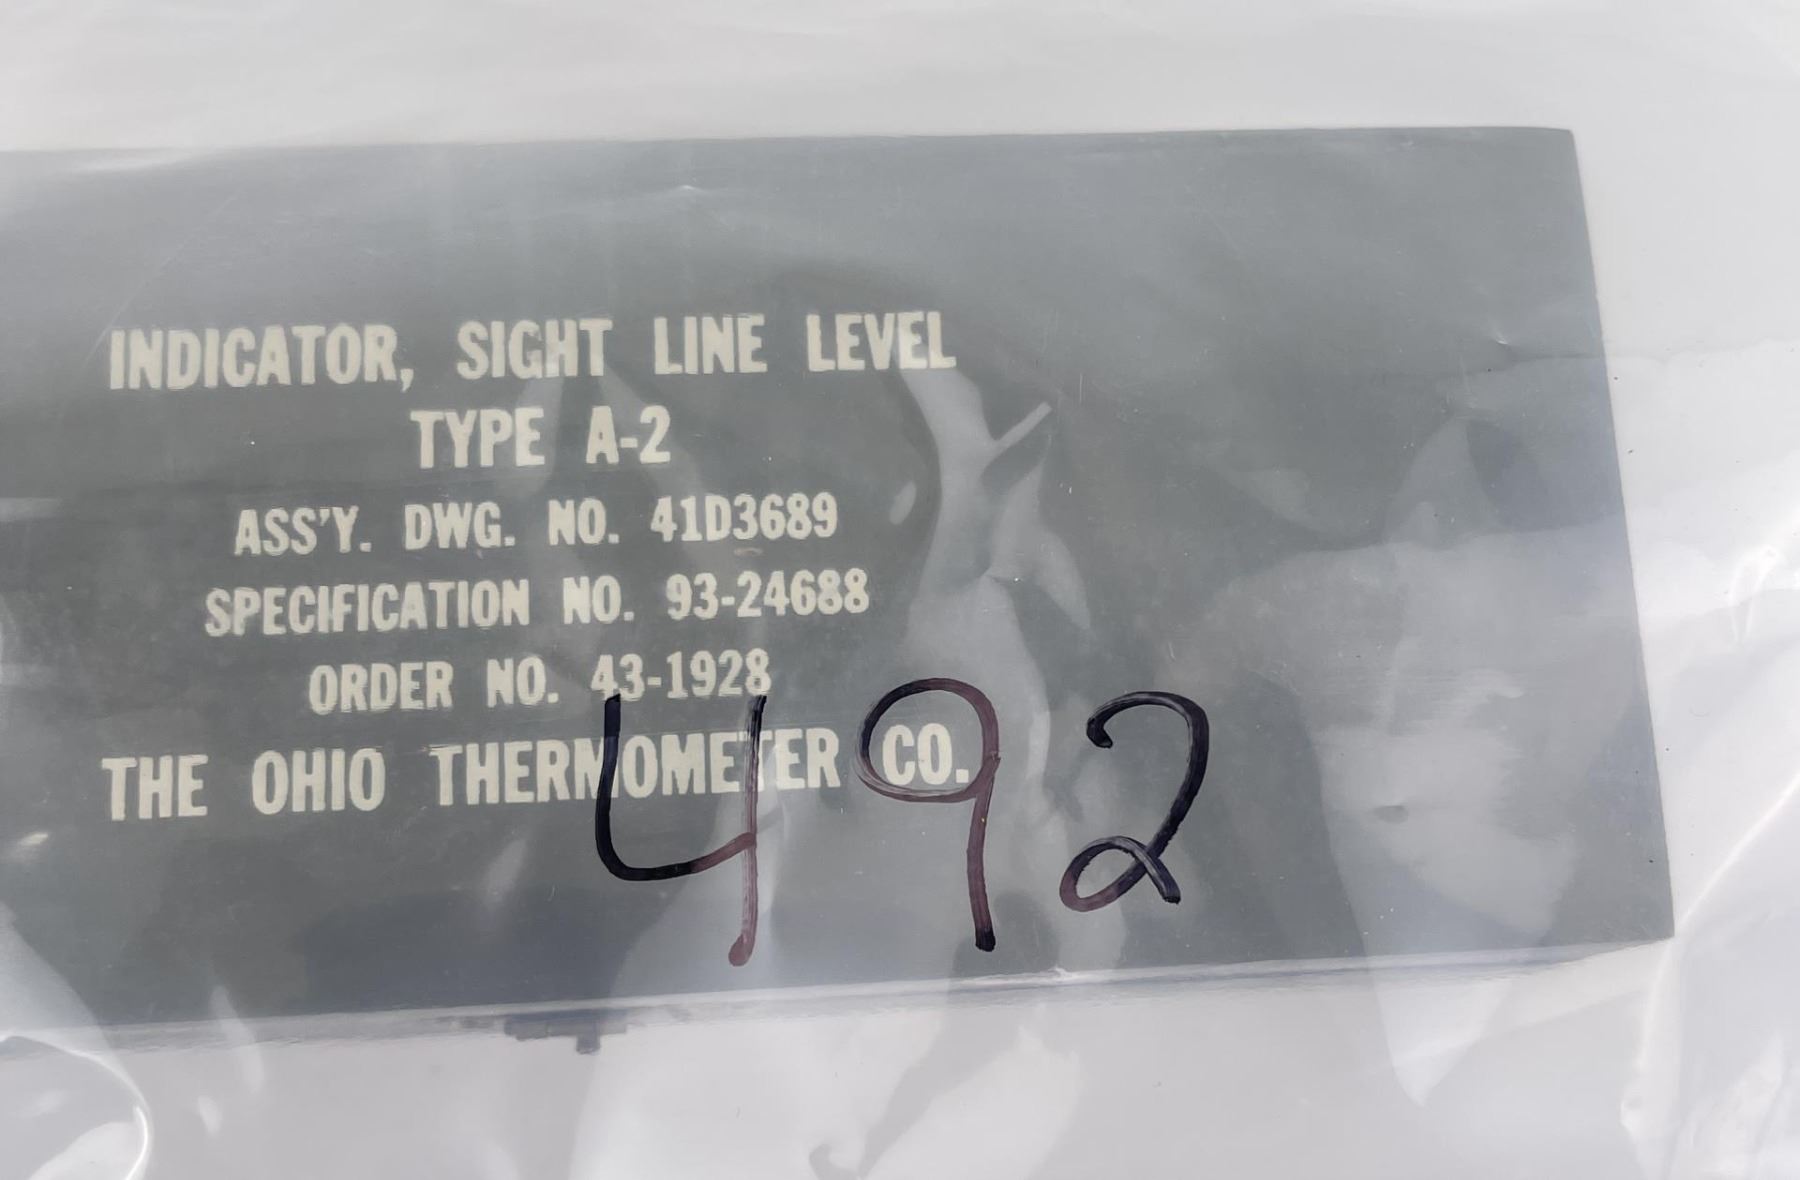 INDICATOR, SIGHT LINE LEVEL
TYPE A-2
ASS'Y. DWG. NO. 41D3689
SPECIFICATION NO. 93-24688
ORDER NO. 43-1928
THE OHIO THERMOMETER CO.
492